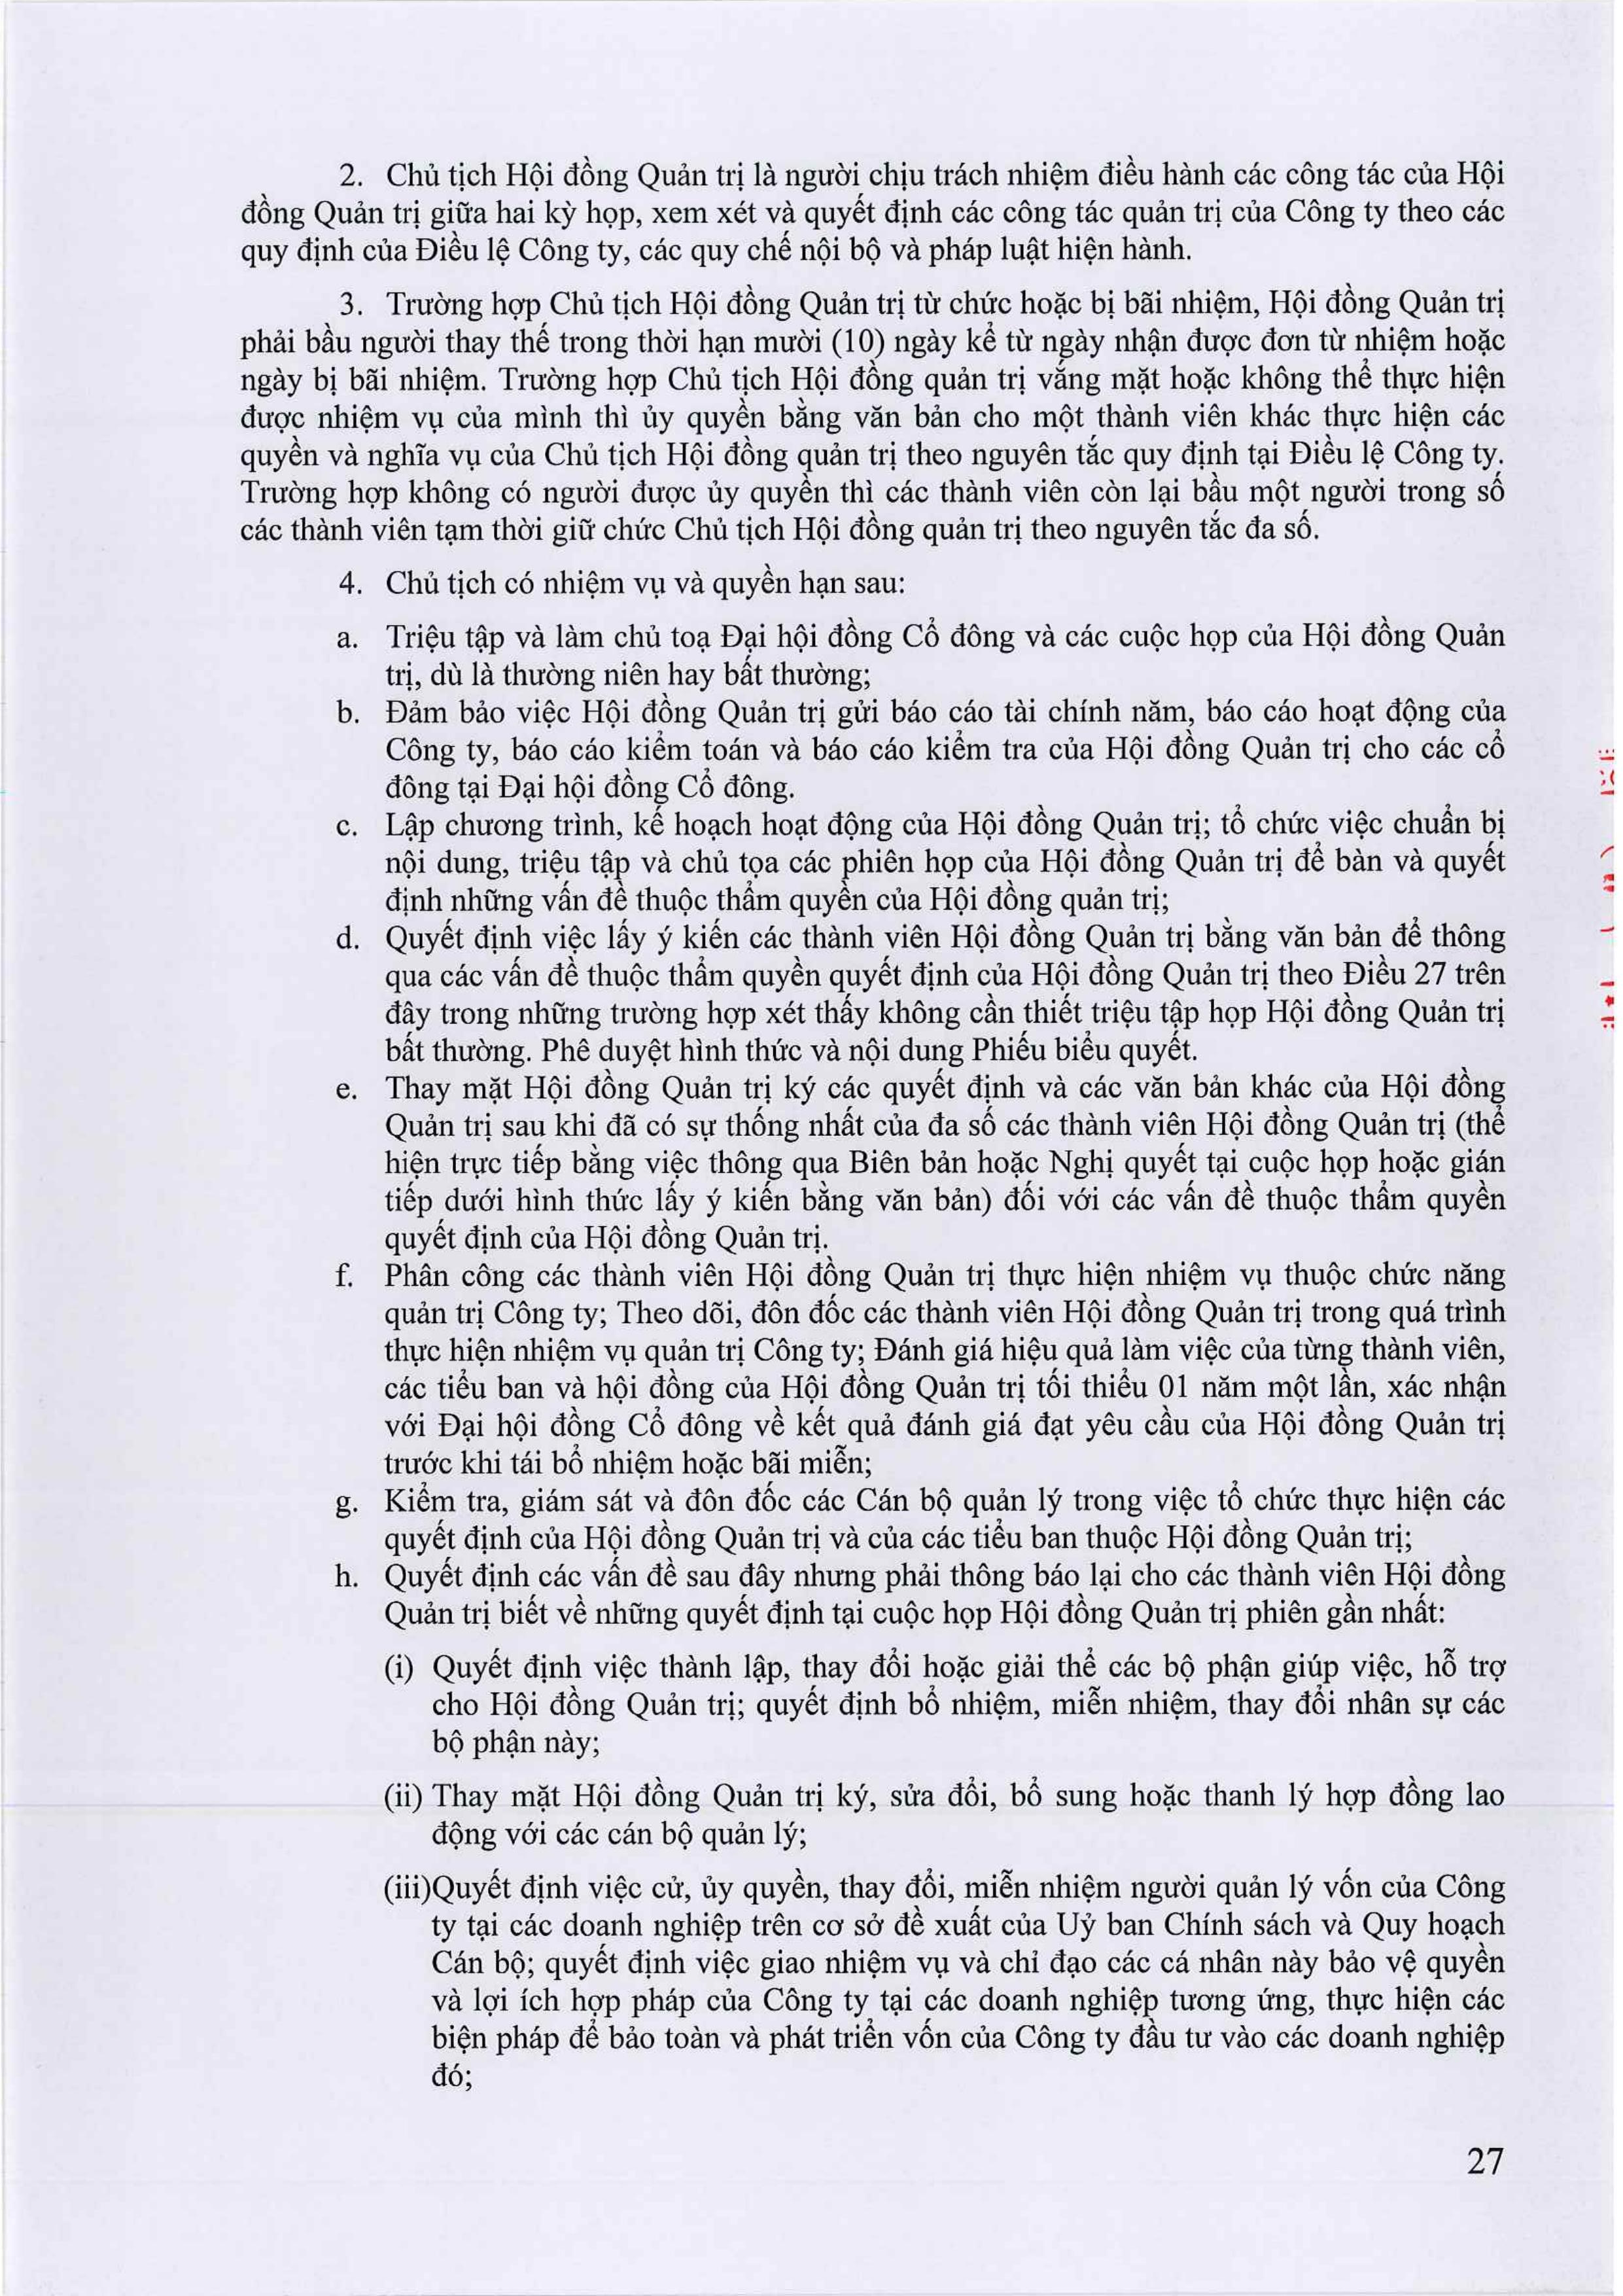 2. Chủ tịch Hội đồng Quản trị là người chịu trách nhiệm điều hành các công tác của Hội
đồng Quản trị giữa hai kỳ họp, xem xét và quyết định các công tác quản trị của Công ty theo các
quy định của Điều lệ Công ty, các quy chế nội bộ và pháp luật hiện hành.
3. Trường hợp Chủ tịch Hội đồng Quản trị từ chức hoặc bị bãi nhiệm, Hội đồng Quản trị
phải bầu người thay thế trong thời hạn mười (10) ngày kể từ ngày nhận được đơn từ nhiệm hoặc
ngày bị bãi nhiệm. Trường hợp Chủ tịch Hội đồng quản trị vắng mặt hoặc không thể thực hiện
được nhiệm vụ của mình thì ủy quyền bằng văn bản cho một thành viên khác thực hiện các
quyền và nghĩa vụ của Chủ tịch Hội đồng quản trị theo nguyên tắc quy định tại Điều lệ Công ty.
Trường hợp không có người được ủy quyền thì các thành viên còn lại bầu một người trong số
các thành viên tạm thời giữ chức Chủ tịch Hội đồng quản trị theo nguyên tắc đa số.
4. Chủ tịch có nhiệm vụ và quyền hạn sau:
a. Triệu tập và làm chủ toạ Đại hội đồng Cổ đông và các cuộc họp của Hội đồng Quản
trị, dù là thường niên hay bất thường;
b. Đảm bảo việc Hội đồng Quản trị gửi báo cáo tài chính năm, báo cáo hoạt động của
Công ty, báo cáo kiểm toán và báo cáo kiểm tra của Hội đồng Quản trị cho các cổ
đông tại Đại hội đồng Cổ đông.
c. Lập chương trình, kế hoạch hoạt động của Hội đồng Quản trị; tổ chức việc chuẩn bị
nội dung, triệu tập và chủ tọa các phiên họp của Hội đồng Quản trị để bàn và quyết
định những vấn đề thuộc thẩm quyền của Hội đồng quản trị;
d. Quyết định việc lấy ý kiến các thành viên Hội đồng Quản trị bằng văn bản để thông
qua các vấn đề thuộc thẩm quyền quyết định của Hội đồng Quản trị theo Điều 27 trên
đây trong những trường hợp xét thấy không cần thiết triệu tập họp Hội đồng Quản trị
bất thường. Phê duyệt hình thức và nội dung Phiếu biểu quyết.
e. Thay mặt Hội đồng Quản trị ký các quyết định và các văn bản khác của Hội đồng
Quản trị sau khi đã có sự thống nhất của đa số các thành viên Hội đồng Quản trị (thể
hiện trực tiếp bằng việc thông qua Biên bản hoặc Nghị quyết tại cuộc họp hoặc gián
tiếp dưới hình thức lấy ý kiến bằng văn bản) đối với các vấn đề thuộc thẩm quyền
quyết định của Hội đồng Quản trị.
f. Phân công các thành viên Hội đồng Quản trị thực hiện nhiệm vụ thuộc chức năng
quản trị Công ty; Theo dõi, đôn đốc các thành viên Hội đồng Quản trị trong quá trình
thực hiện nhiệm vụ quản trị Công ty; Đánh giá hiệu quả làm việc của từng thành viên,
các tiểu ban và hội đồng của Hội đồng Quản trị tối thiểu 01 năm một lần, xác nhận
với Đại hội đồng Cổ đông về kết quả đánh giá đạt yêu cầu của Hội đồng Quản trị
trước khi tái bổ nhiệm hoặc bãi miễn;
g. Kiểm tra, giám sát và đôn đốc các Cán bộ quản lý trong việc tổ chức thực hiện các
quyết định của Hội đồng Quản trị và của các tiểu ban thuộc Hội đồng Quản trị;
h. Quyết định các vấn đề sau đây nhưng phải thông báo lại cho các thành viên Hội đồng
Quản trị biết về những quyết định tại cuộc họp Hội đồng Quản trị phiên gần nhất:
(i) Quyết định việc thành lập, thay đổi hoặc giải thể các bộ phận giúp việc, hỗ trợ
cho Hội đồng Quản trị; quyết định bổ nhiệm, miễn nhiệm, thay đổi nhân sự các
bộ phận này;
(ii) Thay mặt Hội đồng Quản trị ký, sửa đổi, bổ sung hoặc thanh lý hợp đồng lao
động với các cán bộ quản lý;
(iii)Quyết định việc cử, ủy quyền, thay đổi, miễn nhiệm người quản lý vốn của Công
ty tại các doanh nghiệp trên cơ sở đề xuất của Uỷ ban Chính sách và Quy hoạch
Cán bộ; quyết định việc giao nhiệm vụ và chỉ đạo các cá nhân này bảo vệ quyền
và lợi ích hợp pháp của Công ty tại các doanh nghiệp tương ứng, thực hiện các
biện pháp để bảo toàn và phát triển vốn của Công ty đầu tư vào các doanh nghiệp
đó;
27